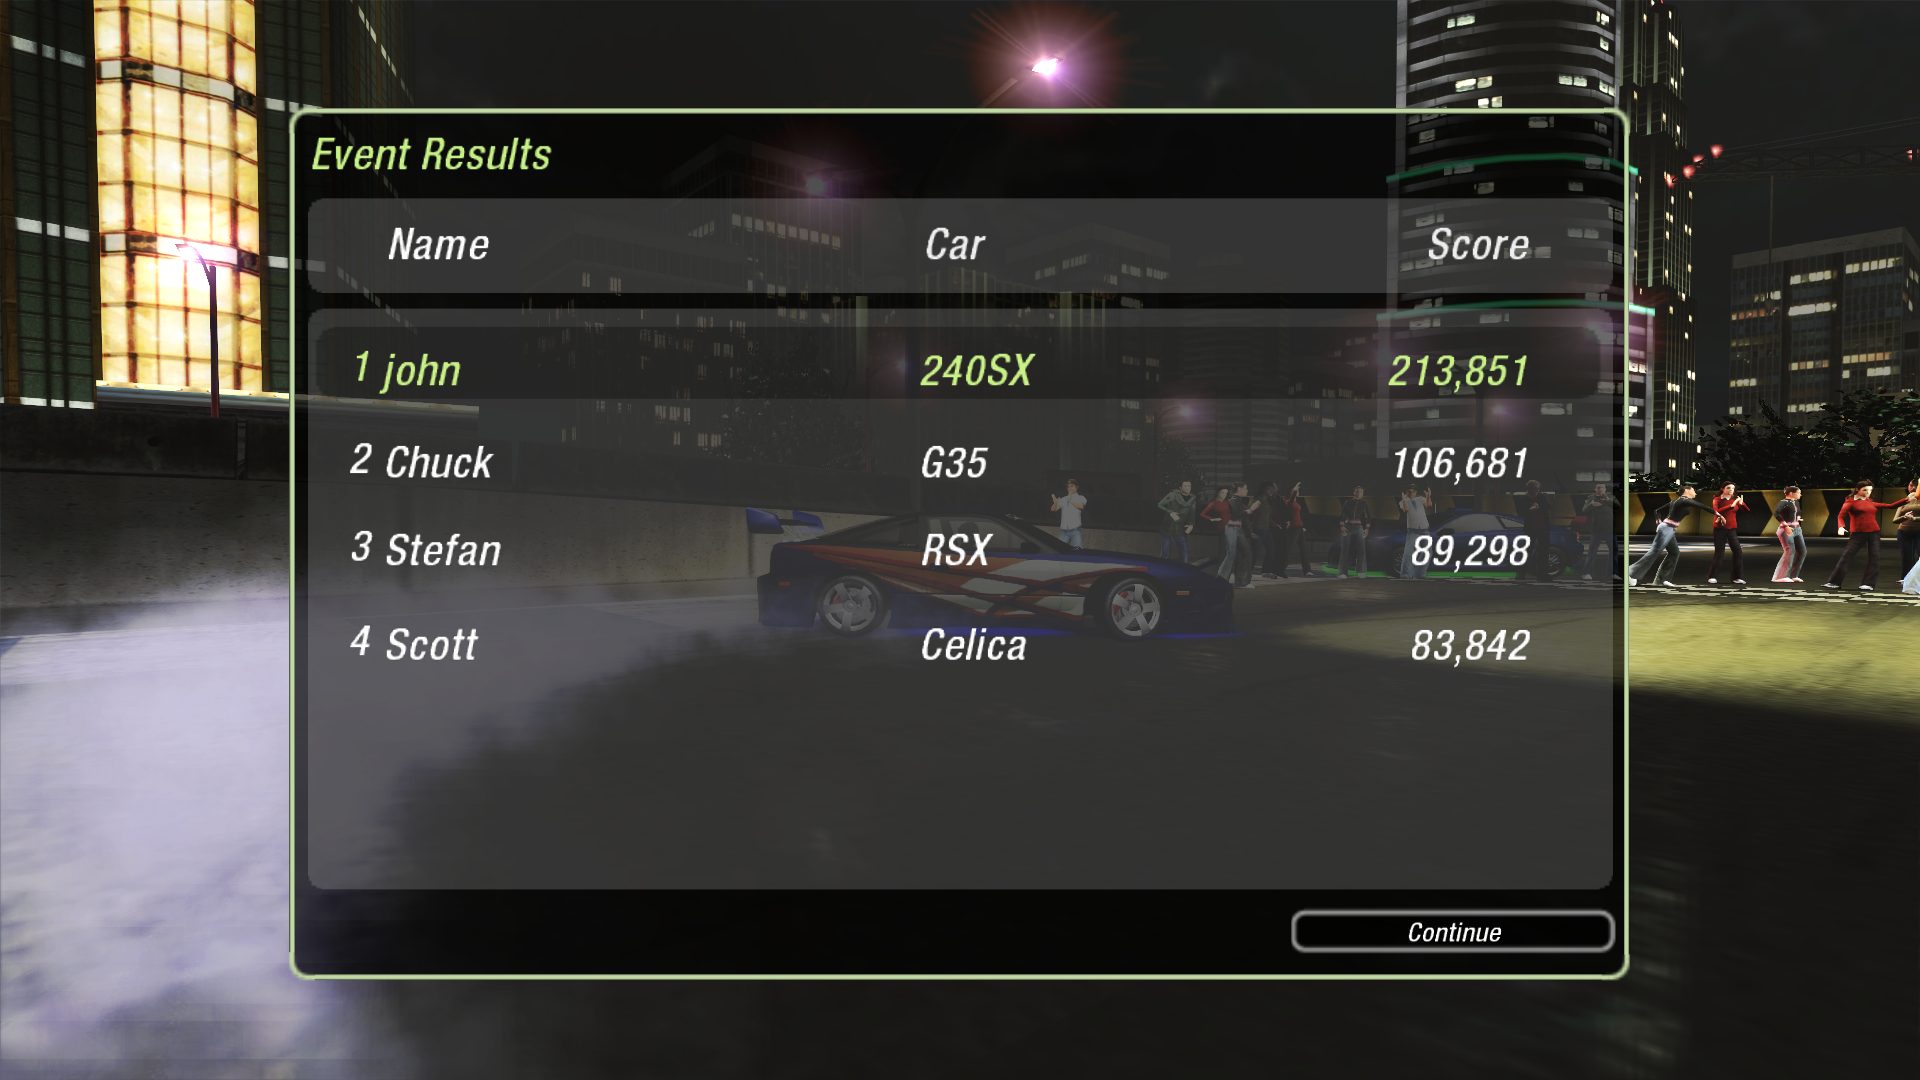 Event Results
Name Car Score
1 john 240SX 213,851
2 Chuck G35 106,681
3 Stefan RSX 89,298
4 Scott Celica 83,842
Continue